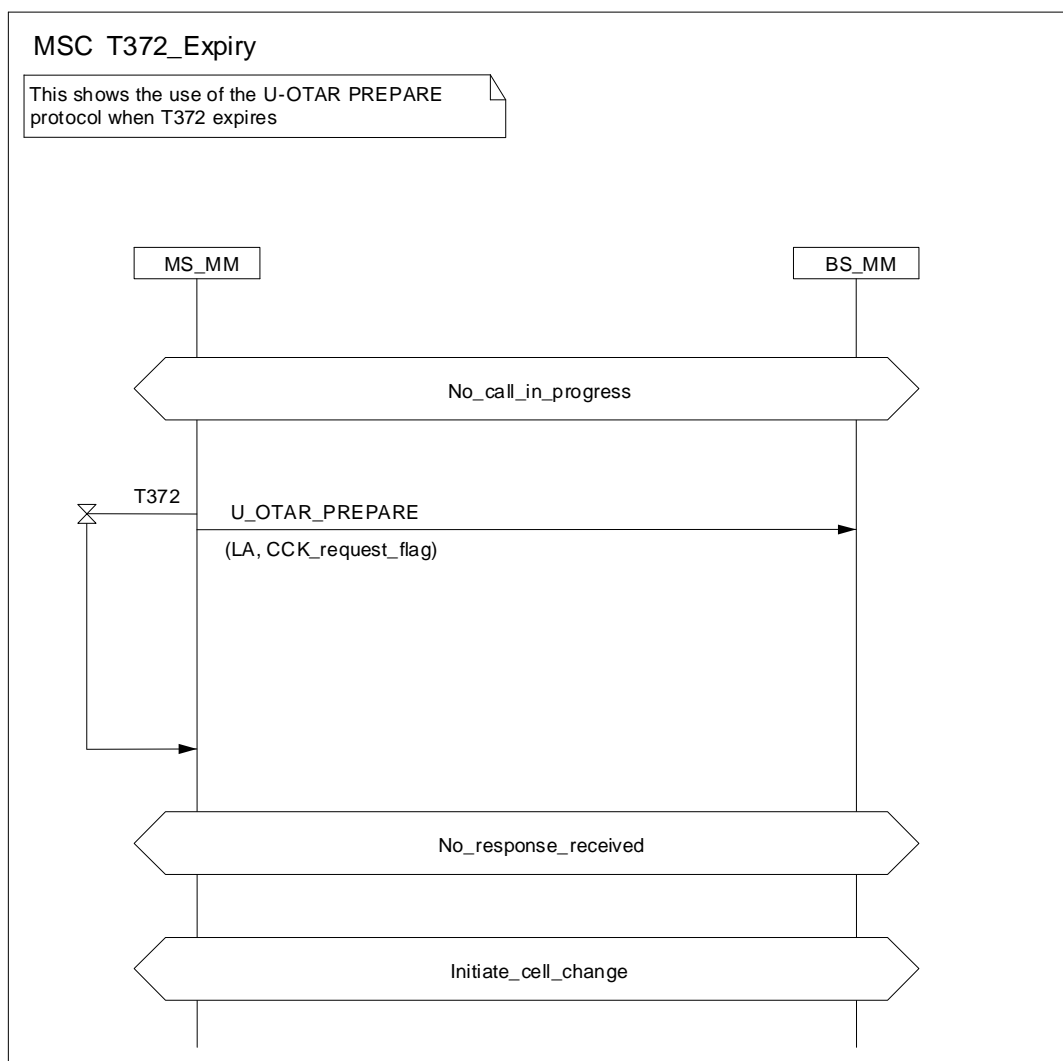 MSC T372_Expiry
This shows the use of the U-OTAR PREPARE
protocol when T372 expires
MS_MM
BS_MM
No_call_in_progress
T372
U_OTAR_PREPARE
(LA, CCK_request_flag)
No_response_received
Initiate_cell_change